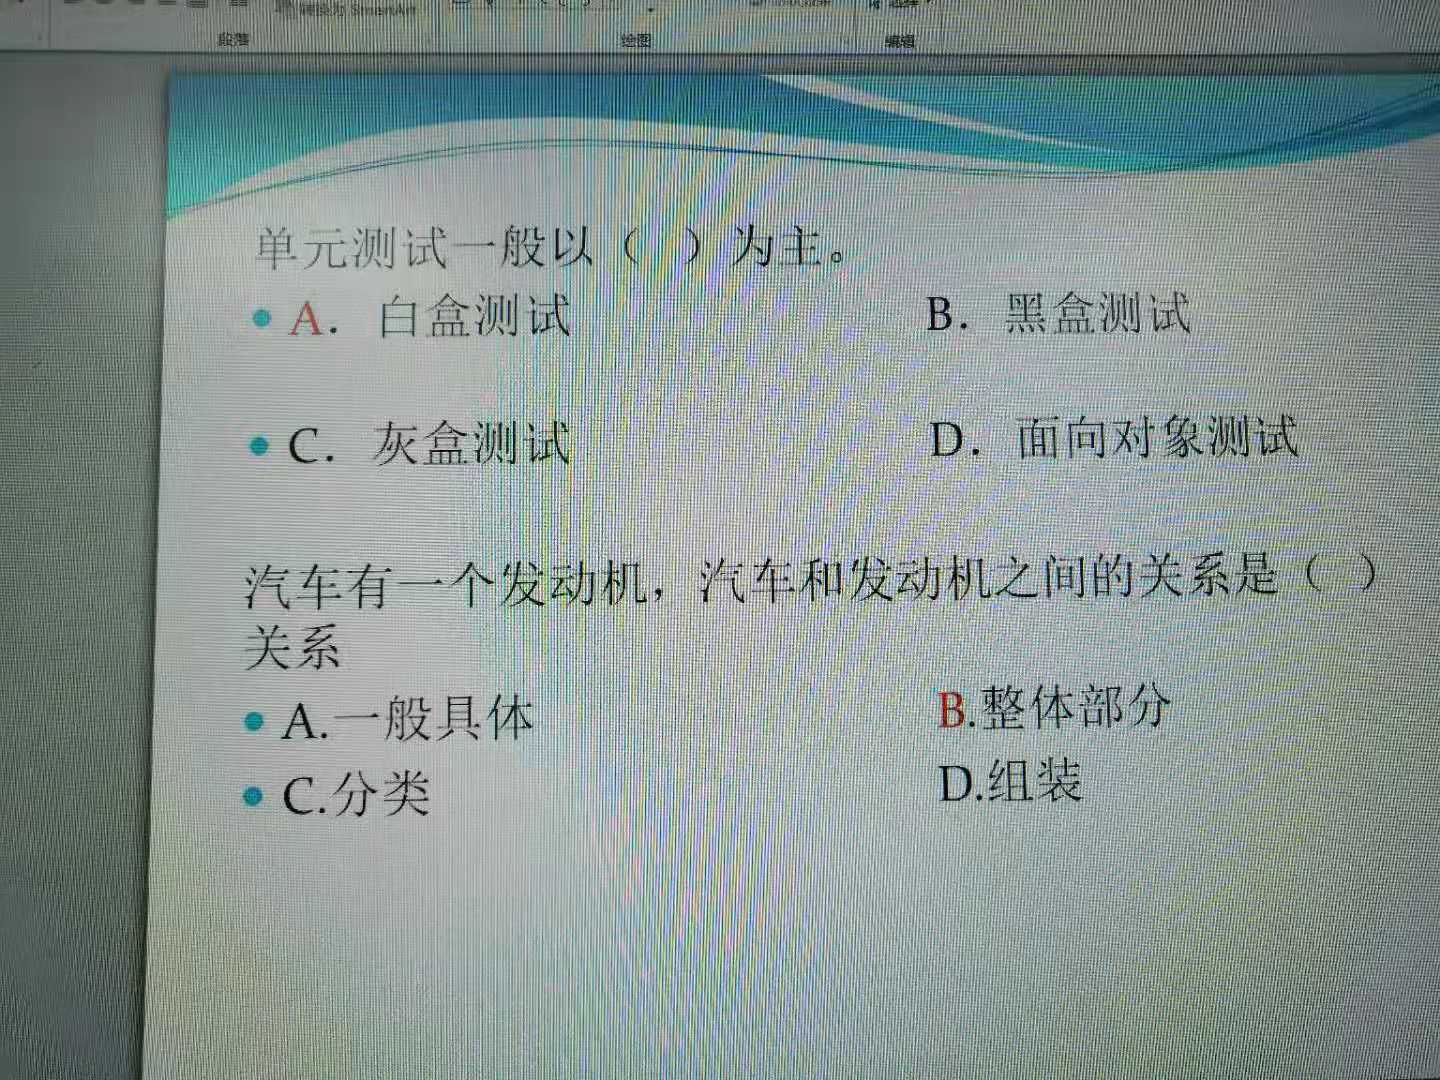 转换为 SmartArt
段落
绘图
编辑
单元测试一般以（ ）为主。
A. 白盒测试 B. 黑盒测试
C. 灰盒测试 D. 面向对象测试
汽车有一个发动机，汽车和发动机之间的关系是（ ）
关系
A.一般具体 B.整体部分
C.分类 D.组装